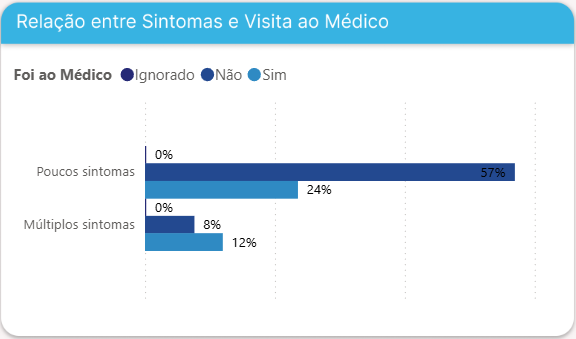 Relação entre Sintomas e Visita ao Médico
Foi ao Médico Ignorado Não Sim
0%
Poucos sintomas 57%
24%
0%
Múltiplos sintomas 8%
12%